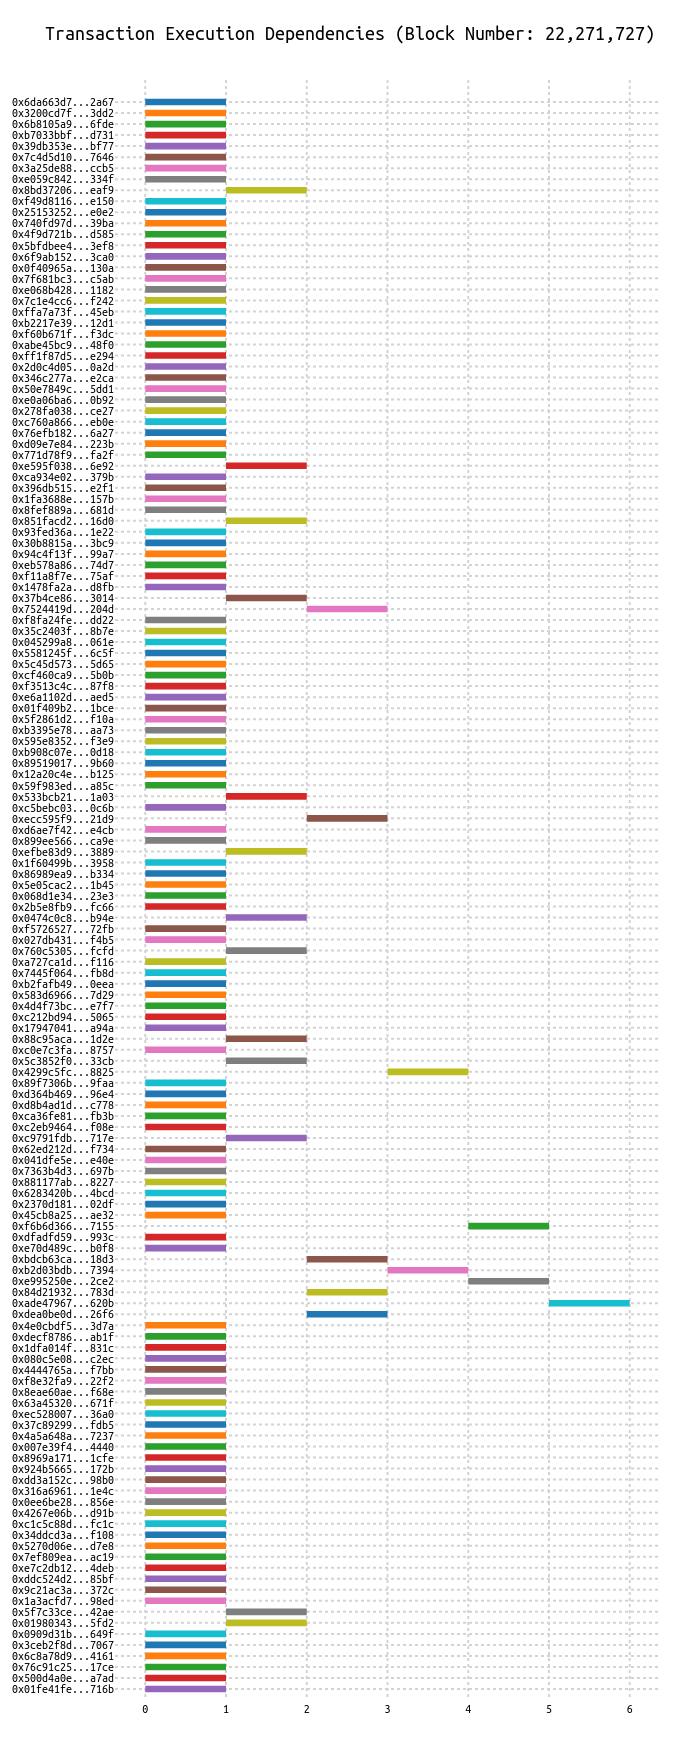 Transaction Execution Dependencies (Block Number: 22,271,727)
0x6da663d7...2a67
0x3200cd7f...3dd2
0x6b8105a9...6fde
0xb7033bbf...d731
0x39db353e...bf77
0x7c4d5d10...7646
0x3a25de88...ccb5
0xe059c842...334f
0x8bd37206...eaf9
0xf49d8116...e150
0x25153252...e0e2
0x740fd97d...39ba
0x4f9d721b...d585
0x5bfdbee4...3ef8
0x6f9ab152...3ca0
0x0f40965a...130a
0x7f681bc3...c5ab
0xe068b428...1182
0x7c1e4cc6...f242
0xffa7a73f...45eb
0xb2217e39...12d1
0xf60b671f...f3dc
0xabe45bc9...48f0
0xff1f87d5...e294
0x2d0c4d05...0a2d
0x346c277a...e2ca
0x50e7849c...5dd1
0xe0a06ba6...0b92
0x278fa038...ce27
0xc760a866...eb0e
0x76efb182...6a27
0xd09e7e84...223b
0x771d78f9...fa2f
0xe595f038...6e92
0xca934e02...379b
0x396db515...e2f1
0x1fa3688e...157b
0x8fef889a...681d
0x851facd2...16d0
0x93fed36a...1e22
0x30b8815a...3bc9
0x94c4f13f...99a7
0xeb578a86...74d7
0xf11a8f7e...75af
0x1478fa2a...d8fb
0x37b4ce86...3014
0x7524419d...204d
0xf8fa24fe...dd22
0x35c2403f...8b7e
0x045299a8...061e
0x5581245f...6c5f
0x5c45d573...5d65
0xcf460ca9...5b0b
0xf3513c4c...87f8
0xe6a1102d...aed5
0x01f409b2...1bce
0x5f2861d2...f10a
0xb3395e78...aa73
0x595e8352...f3e9
0xb908c07e...0d18
0x89519017...9b60
0x12a20c4e...b125
0x59f983ed...a85c
0x533bcb21...1a03
0xc5bebc03...0c6b
0xecc595f9...21d9
0xd6ae7f42...e4cb
0x899ee566...ca9e
0xefbe83d9...3889
0x1f60499b...3958
0x86989ea9...b334
0x5e05cac2...1b45
0x068d1e34...23e3
0x2b5e8fb9...fc66
0x0474c0c8...b94e
0xf5726527...72fb
0x027db431...f4b5
0x760c5305...fcfd
0xa727ca1d...f116
0x7445f064...fb8d
0xb2fafb49...0eea
0x583d6966...7d29
0x4d4f73bc...e7f7
0xc212bd94...5065
0x17947041...a94a
0x88c95aca...1d2e
0xc0e7c3fa...8757
0x5c3852f0...33cb
0x4299c5fc...8825
0x89f7306b...9faa
0xd364b469...96e4
0xd8b4ad1d...c778
0xca36fe81...fb3b
0xc2eb9464...f08e
0xc9791fdb...717e
0x62ed212d...f734
0x041dfe5e...e40e
0x7363b4d3...697b
0x881177ab...8227
0x6283420b...4bcd
0x2370d181...02df
0x45cb8a25...ae32
0xf6b6d366...7155
0xdfadfd59...993c
0xe70d489c...b0f8
0xbdcb63ca...18d3
0xb2d03bdb...7394
0xe995250e...2ce2
0x84d21932...783d
0xade47967...620b
0xdea0be0d...26f6
0x4e0cbdf5...3d7a
0xdecf8786...ab1f
0x1dfa014f...831c
0x080c5e08...c2ec
0x4444765a...f7bb
0xf8e32fa9...22f2
0x8eae60ae...f68e
0x63a45320...671f
0xec528007...36a0
0x37c89299...fdb5
0x4a5a648a...7237
0x007e39f4...4440
0x8969a171...1cfe
0x924b5665...172b
0xdd3a152c...98b0
0x316a6961...1e4c
0x0ee6be28...856e
0x4267e06b...d91b
0xc1c5c88d...fc1c
0x34ddcd3a...f108
0x5270d06e...d7e8
0x7ef809ea...ac19
0xe7c2db12...4deb
0xddc524d2...85bf
0x9c21ac3a...372c
0x1a3acfd7...98ed
0x5f7c33ce...42ae
0x01980343...5fd2
0x0909d31b...649f
0x3ceb2f8d...7067
0x6c8a78d9...4161
0x76c91c25...17ce
0x500d4a0e...a7ad
0x01fe41fe...716b
0 1 2 3 4 5 6